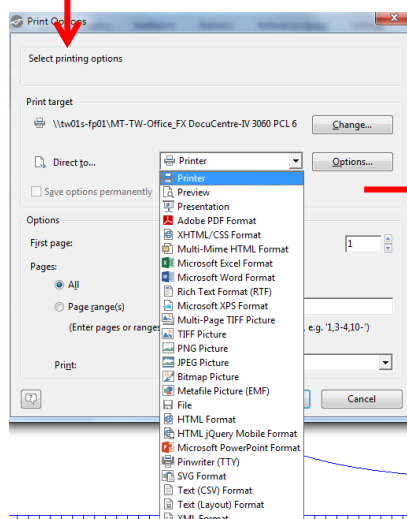 Print Options
Select printing options
Print target
\\tw01s-fp01\MT-TW-Office_FX DocuCentre-IV 3060 PCL 6
Change...
Direct to...
Printer
Options...
Printer
Save options permanently
Preview
Presentation
Options
Adobe PDF Format
XHTML/CSS Format
First page:
1
Multi-Mime HTML Format
Microsoft Excel Format
Pages:
Microsoft Word Format
All
Rich Text Format (RTF)
Page range(s)
Microsoft XPS Format
Multi-Page TIFF Picture
(Enter pages or ranges
, e.g. '1,3-4,10-')
TIFF Picture
PNG Picture
Print:
JPEG Picture
Bitmap Picture
Metafile Picture (EMF)
Cancel
File
HTML Format
HTML jQuery Mobile Format
Microsoft PowerPoint Format
Pinwriter (TTY)
SVG Format
Text (CSV) Format
Text (Layout) Format
XML Format